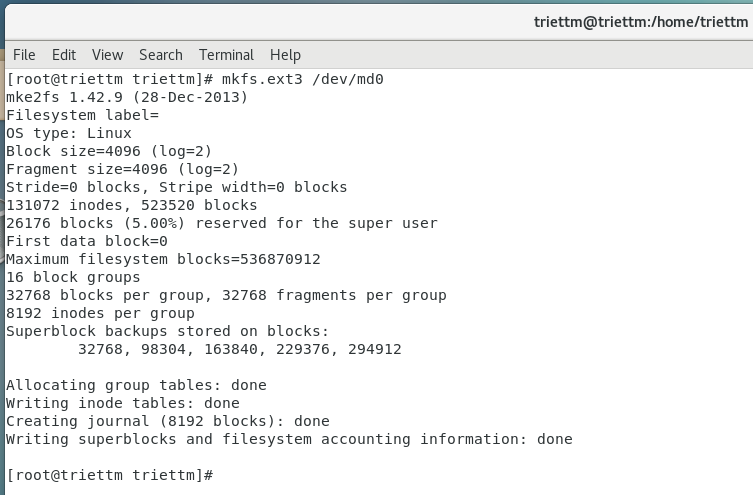 triettm@triettm:/home/triettm
File Edit View Search Terminal Help
[root@triettm triettm]# mkfs.ext3 /dev/md0
mke2fs 1.42.9 (28-Dec-2013)
Filesystem label=
OS type: Linux
Block size=4096 (log=2)
Fragment size=4096 (log=2)
Stride=0 blocks, Stripe width=0 blocks
131072 inodes, 523520 blocks
26176 blocks (5.00%) reserved for the super user
First data block=0
Maximum filesystem blocks=536870912
16 block groups
32768 blocks per group, 32768 fragments per group
8192 inodes per group
Superblock backups stored on blocks:
        32768, 98304, 163840, 229376, 294912

Allocating group tables: done
Writing inode tables: done
Creating journal (8192 blocks): done
Writing superblocks and filesystem accounting information: done

[root@triettm triettm]#